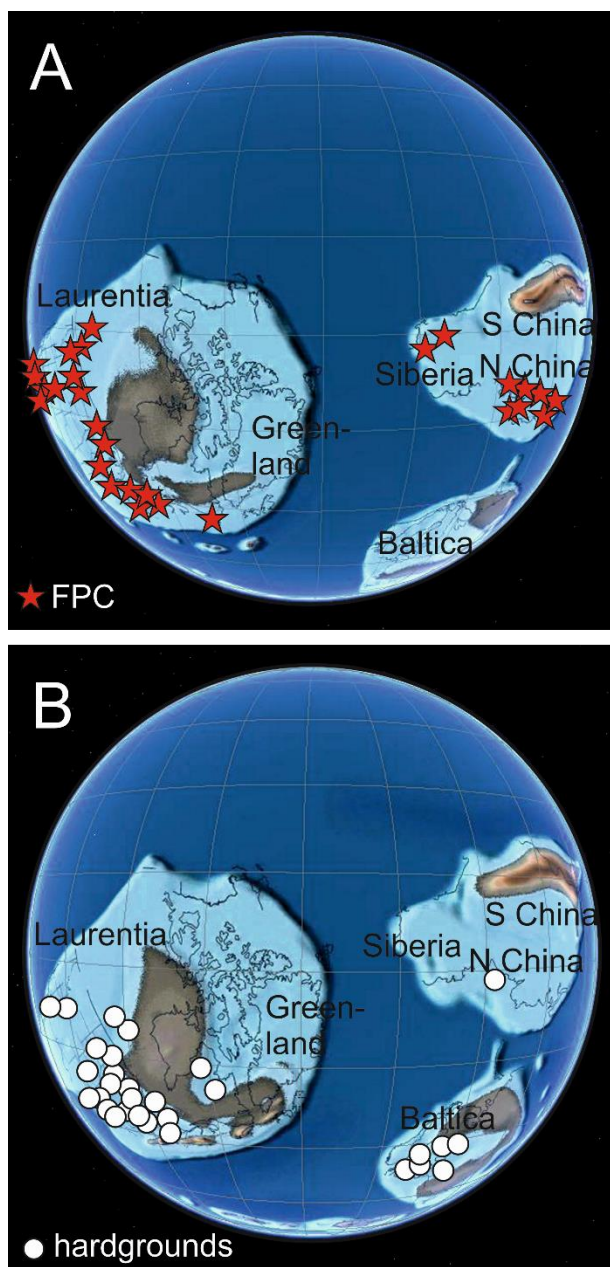 A
Laurentia
S China
Siberia N China
Green-
land
Baltica
FPC
B
Laurentia
S China
Siberia N China
Green-
land
Baltica
hardgrounds